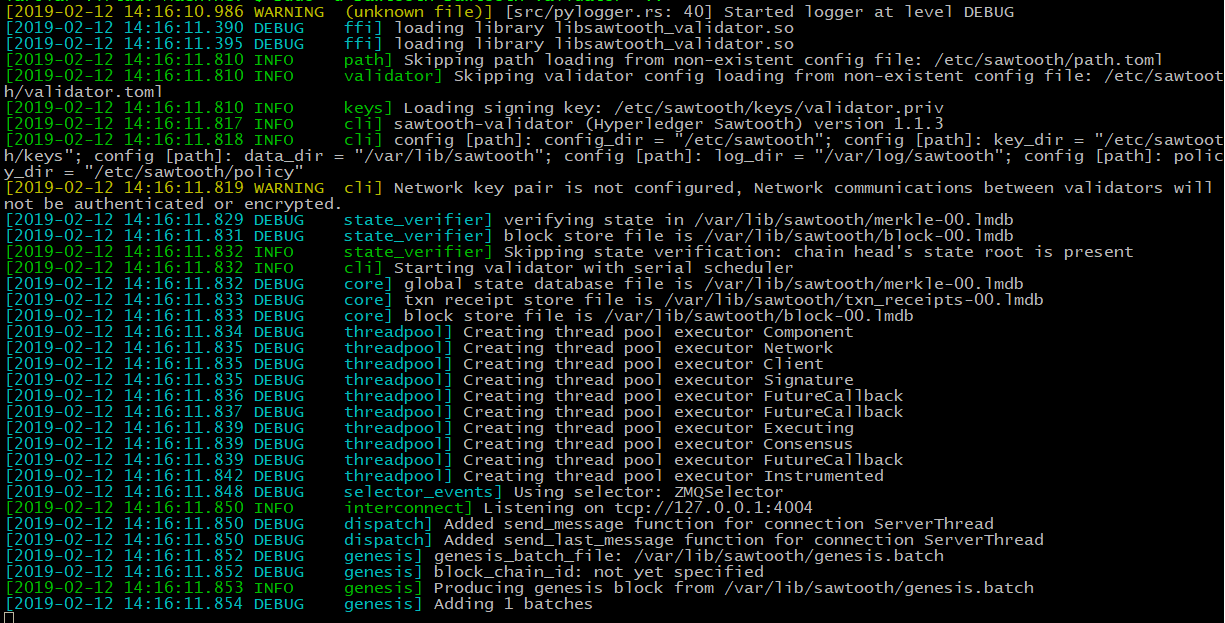 [2019-02-12 14:16:10.986 WARNING  (unknown file)] [src/pylogger.rs: 40] Started logger at level DEBUG
[2019-02-12 14:16:11.390 DEBUG    ffi] loading library libsawtooth_validator.so
[2019-02-12 14:16:11.395 DEBUG    ffi] loading library libsawtooth_validator.so
[2019-02-12 14:16:11.810 INFO     path] Skipping path loading from non-existent config file: /etc/sawtooth/path.toml
[2019-02-12 14:16:11.810 INFO     validator] Skipping validator config loading from non-existent config file: /etc/sawtoot
h/validator.toml
[2019-02-12 14:16:11.810 INFO     keys] Loading signing key: /etc/sawtooth/keys/validator.priv
[2019-02-12 14:16:11.817 INFO     cli] sawtooth-validator (Hyperledger Sawtooth) version 1.1.3
[2019-02-12 14:16:11.818 INFO     cli] config [path]: config_dir = "/etc/sawtooth"; config [path]: key_dir = "/etc/sawtoot
h/keys"; config [path]: data_dir = "/var/lib/sawtooth"; config [path]: log_dir = "/var/log/sawtooth"; config [path]: polic
y_dir = "/etc/sawtooth/policy"
[2019-02-12 14:16:11.819 WARNING  cli] Network key pair is not configured, Network communications between validators will
not be authenticated or encrypted.
[2019-02-12 14:16:11.829 DEBUG    state_verifier] verifying state in /var/lib/sawtooth/merkle-00.lmdb
[2019-02-12 14:16:11.831 DEBUG    state_verifier] block store file is /var/lib/sawtooth/block-00.lmdb
[2019-02-12 14:16:11.832 INFO     state_verifier] Skipping state verification: chain head's state root is present
[2019-02-12 14:16:11.832 INFO     cli] Starting validator with serial scheduler
[2019-02-12 14:16:11.832 DEBUG    core] global state database file is /var/lib/sawtooth/merkle-00.lmdb
[2019-02-12 14:16:11.833 DEBUG    core] txn receipt store file is /var/lib/sawtooth/txn_receipts-00.lmdb
[2019-02-12 14:16:11.833 DEBUG    core] block store file is /var/lib/sawtooth/block-00.lmdb
[2019-02-12 14:16:11.834 DEBUG    threadpool] Creating thread pool executor Component
[2019-02-12 14:16:11.835 DEBUG    threadpool] Creating thread pool executor Network
[2019-02-12 14:16:11.835 DEBUG    threadpool] Creating thread pool executor Client
[2019-02-12 14:16:11.835 DEBUG    threadpool] Creating thread pool executor Signature
[2019-02-12 14:16:11.836 DEBUG    threadpool] Creating thread pool executor FutureCallback
[2019-02-12 14:16:11.837 DEBUG    threadpool] Creating thread pool executor FutureCallback
[2019-02-12 14:16:11.839 DEBUG    threadpool] Creating thread pool executor Executing
[2019-02-12 14:16:11.839 DEBUG    threadpool] Creating thread pool executor Consensus
[2019-02-12 14:16:11.839 DEBUG    threadpool] Creating thread pool executor FutureCallback
[2019-02-12 14:16:11.842 DEBUG    threadpool] Creating thread pool executor Instrumented
[2019-02-12 14:16:11.848 DEBUG    selector_events] Using selector: ZMQSelector
[2019-02-12 14:16:11.850 INFO     interconnect] Listening on tcp://127.0.0.1:4004
[2019-02-12 14:16:11.850 DEBUG    dispatch] Added send_message function for connection ServerThread
[2019-02-12 14:16:11.850 DEBUG    dispatch] Added send_last_message function for connection ServerThread
[2019-02-12 14:16:11.852 DEBUG    genesis] genesis_batch_file: /var/lib/sawtooth/genesis.batch
[2019-02-12 14:16:11.852 DEBUG    genesis] block_chain_id: not yet specified
[2019-02-12 14:16:11.853 INFO     genesis] Producing genesis block from /var/lib/sawtooth/genesis.batch
[2019-02-12 14:16:11.854 DEBUG    genesis] Adding 1 batches